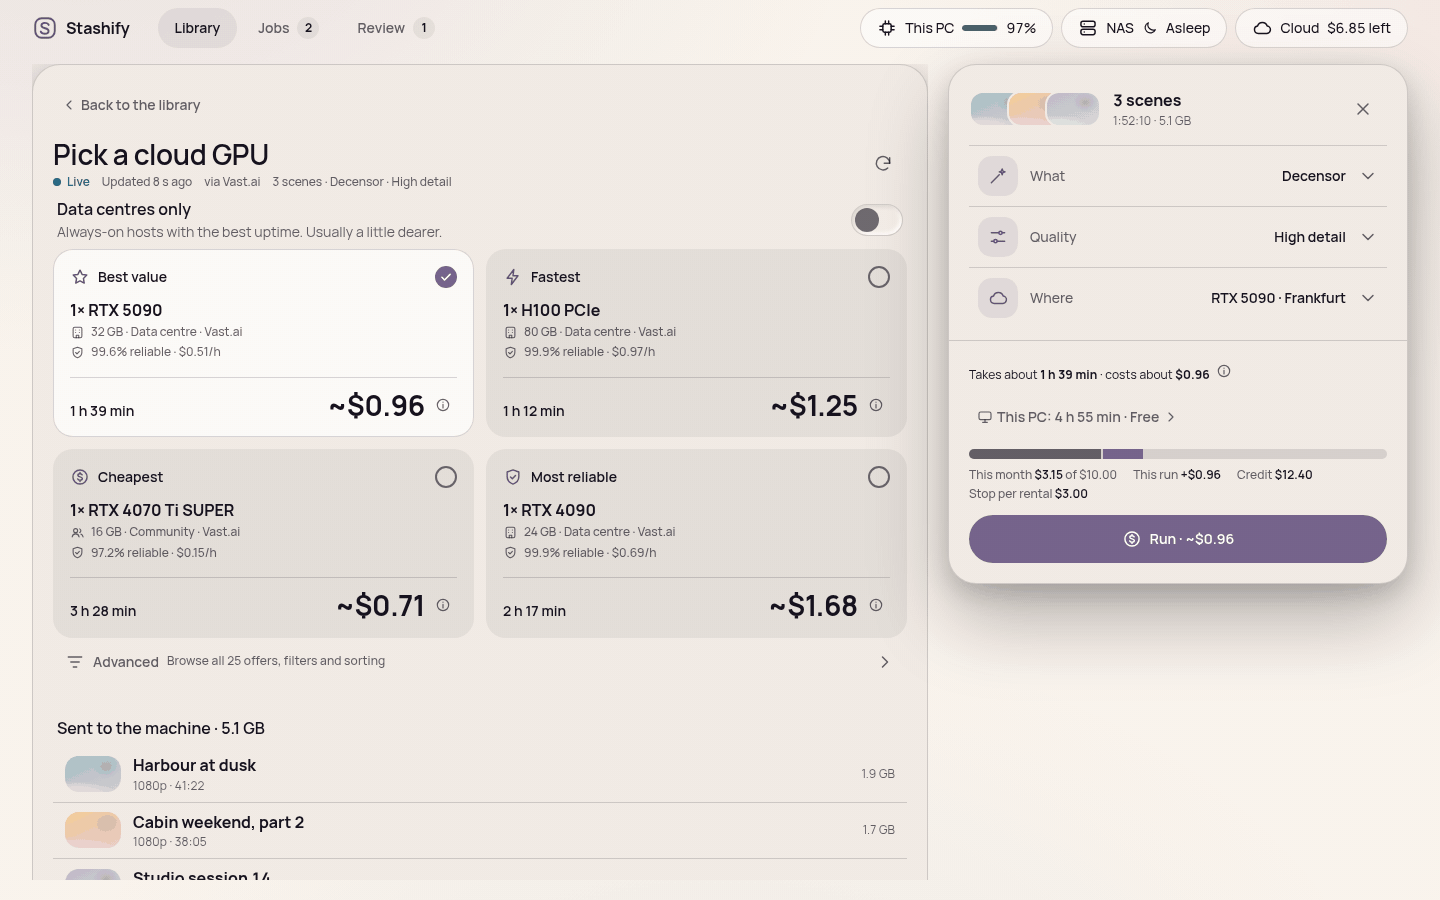 Stashify
Library
Jobs 2
Review 1
This PC 97%
NAS Asleep
Cloud $6.85 left
Back to the library
Pick a cloud GPU
Live Updated 8 s ago via Vast.ai 3 scenes · Decensor · High detail
Data centres only
Always-on hosts with the best uptime. Usually a little dearer.
Best value
1× RTX 5090
32 GB · Data centre · Vast.ai
99.6% reliable · $0.51/h
1 h 39 min ~$0.96
Fastest
1× H100 PCIe
80 GB · Data centre · Vast.ai
99.9% reliable · $0.97/h
1 h 12 min ~$1.25
Cheapest
1× RTX 4070 Ti SUPER
16 GB · Community · Vast.ai
97.2% reliable · $0.15/h
3 h 28 min ~$0.71
Most reliable
1× RTX 4090
24 GB · Data centre · Vast.ai
99.9% reliable · $0.69/h
2 h 17 min ~$1.68
Advanced Browse all 25 offers, filters and sorting
Sent to the machine · 5.1 GB
Harbour at dusk
1080p · 41:22
1.9 GB
Cabin weekend, part 2
1080p · 38:05
1.7 GB
Studio session 14
3 scenes
1:52:10 · 5.1 GB
What Decensor
Quality High detail
Where RTX 5090 · Frankfurt
Takes about 1 h 39 min · costs about $0.96
This PC: 4 h 55 min · Free
This month $3.15 of $10.00 This run +$0.96 Credit $12.40
Stop per rental $3.00
Run · ~$0.96